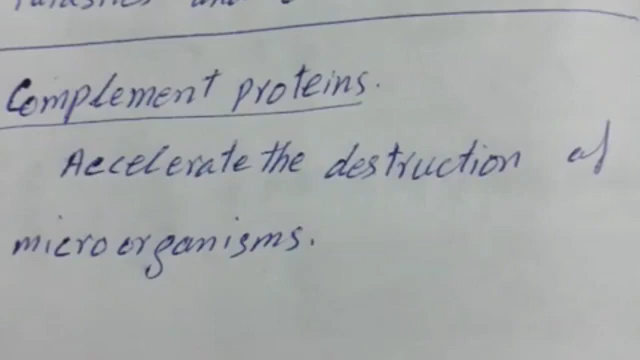 Complement proteins.
Accelerate the destruction of
microorganisms.